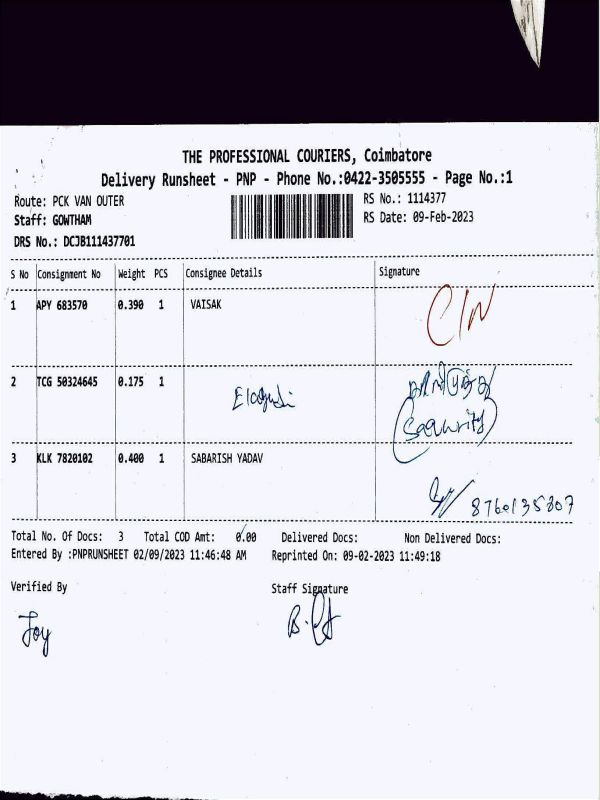 THE PROFESSIONAL COURIERS, Coimbatore
Delivery Runsheet - PNP - Phone No.:0422-3505555 - Page No.:1
Route: PCK VAN OUTER
RS No.: 1114377
Staff: GOWTHAM
RS Date: 09-Feb-2023
DRS No.: DCJB111437701
S No Consignment No Weight PCS Consignee Details Signature
1 APY 683570 0.390 1 VAISAK
2 TCG 50324645 0.175 1
(Security)
3 KLK 7820102 0.400 1 SABARISH YADAV
Total No. Of Docs: 3 Total COD Amt: 0.00 Delivered Docs: Non Delivered Docs:
Entered By :PNPRUNSHEET 02/09/2023 11:46:48 AM Reprinted On: 09-02-2023 11:49:18
Verified By Staff Signature
Joy